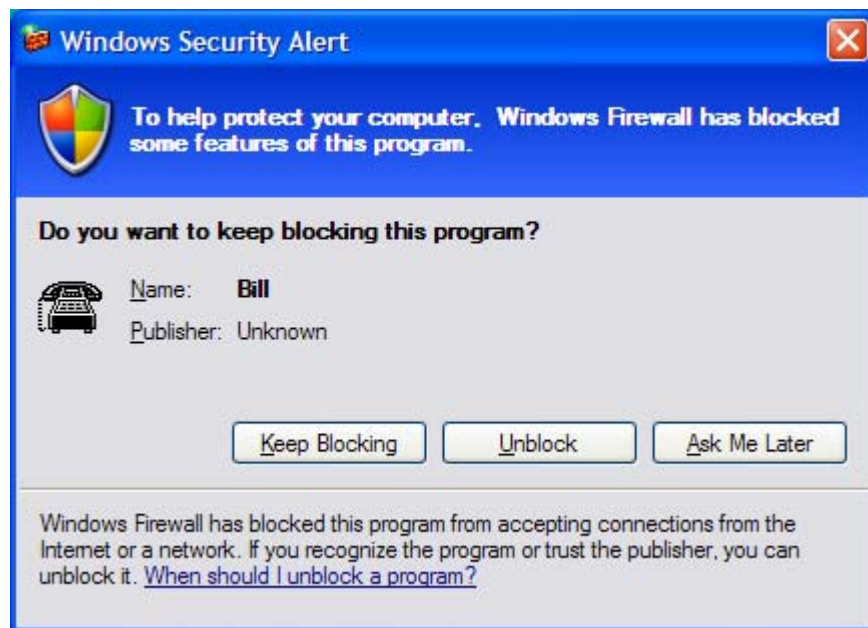 Windows Security Alert
To help protect your computer, Windows Firewall has blocked
some features of this program.
Do you want to keep blocking this program?
Name: Bill
Publisher: Unknown
Keep Blocking Unblock Ask Me Later
Windows Firewall has blocked this program from accepting connections from the
Internet or a network. If you recognize the program or trust the publisher, you can
unblock it. When should I unblock a program?